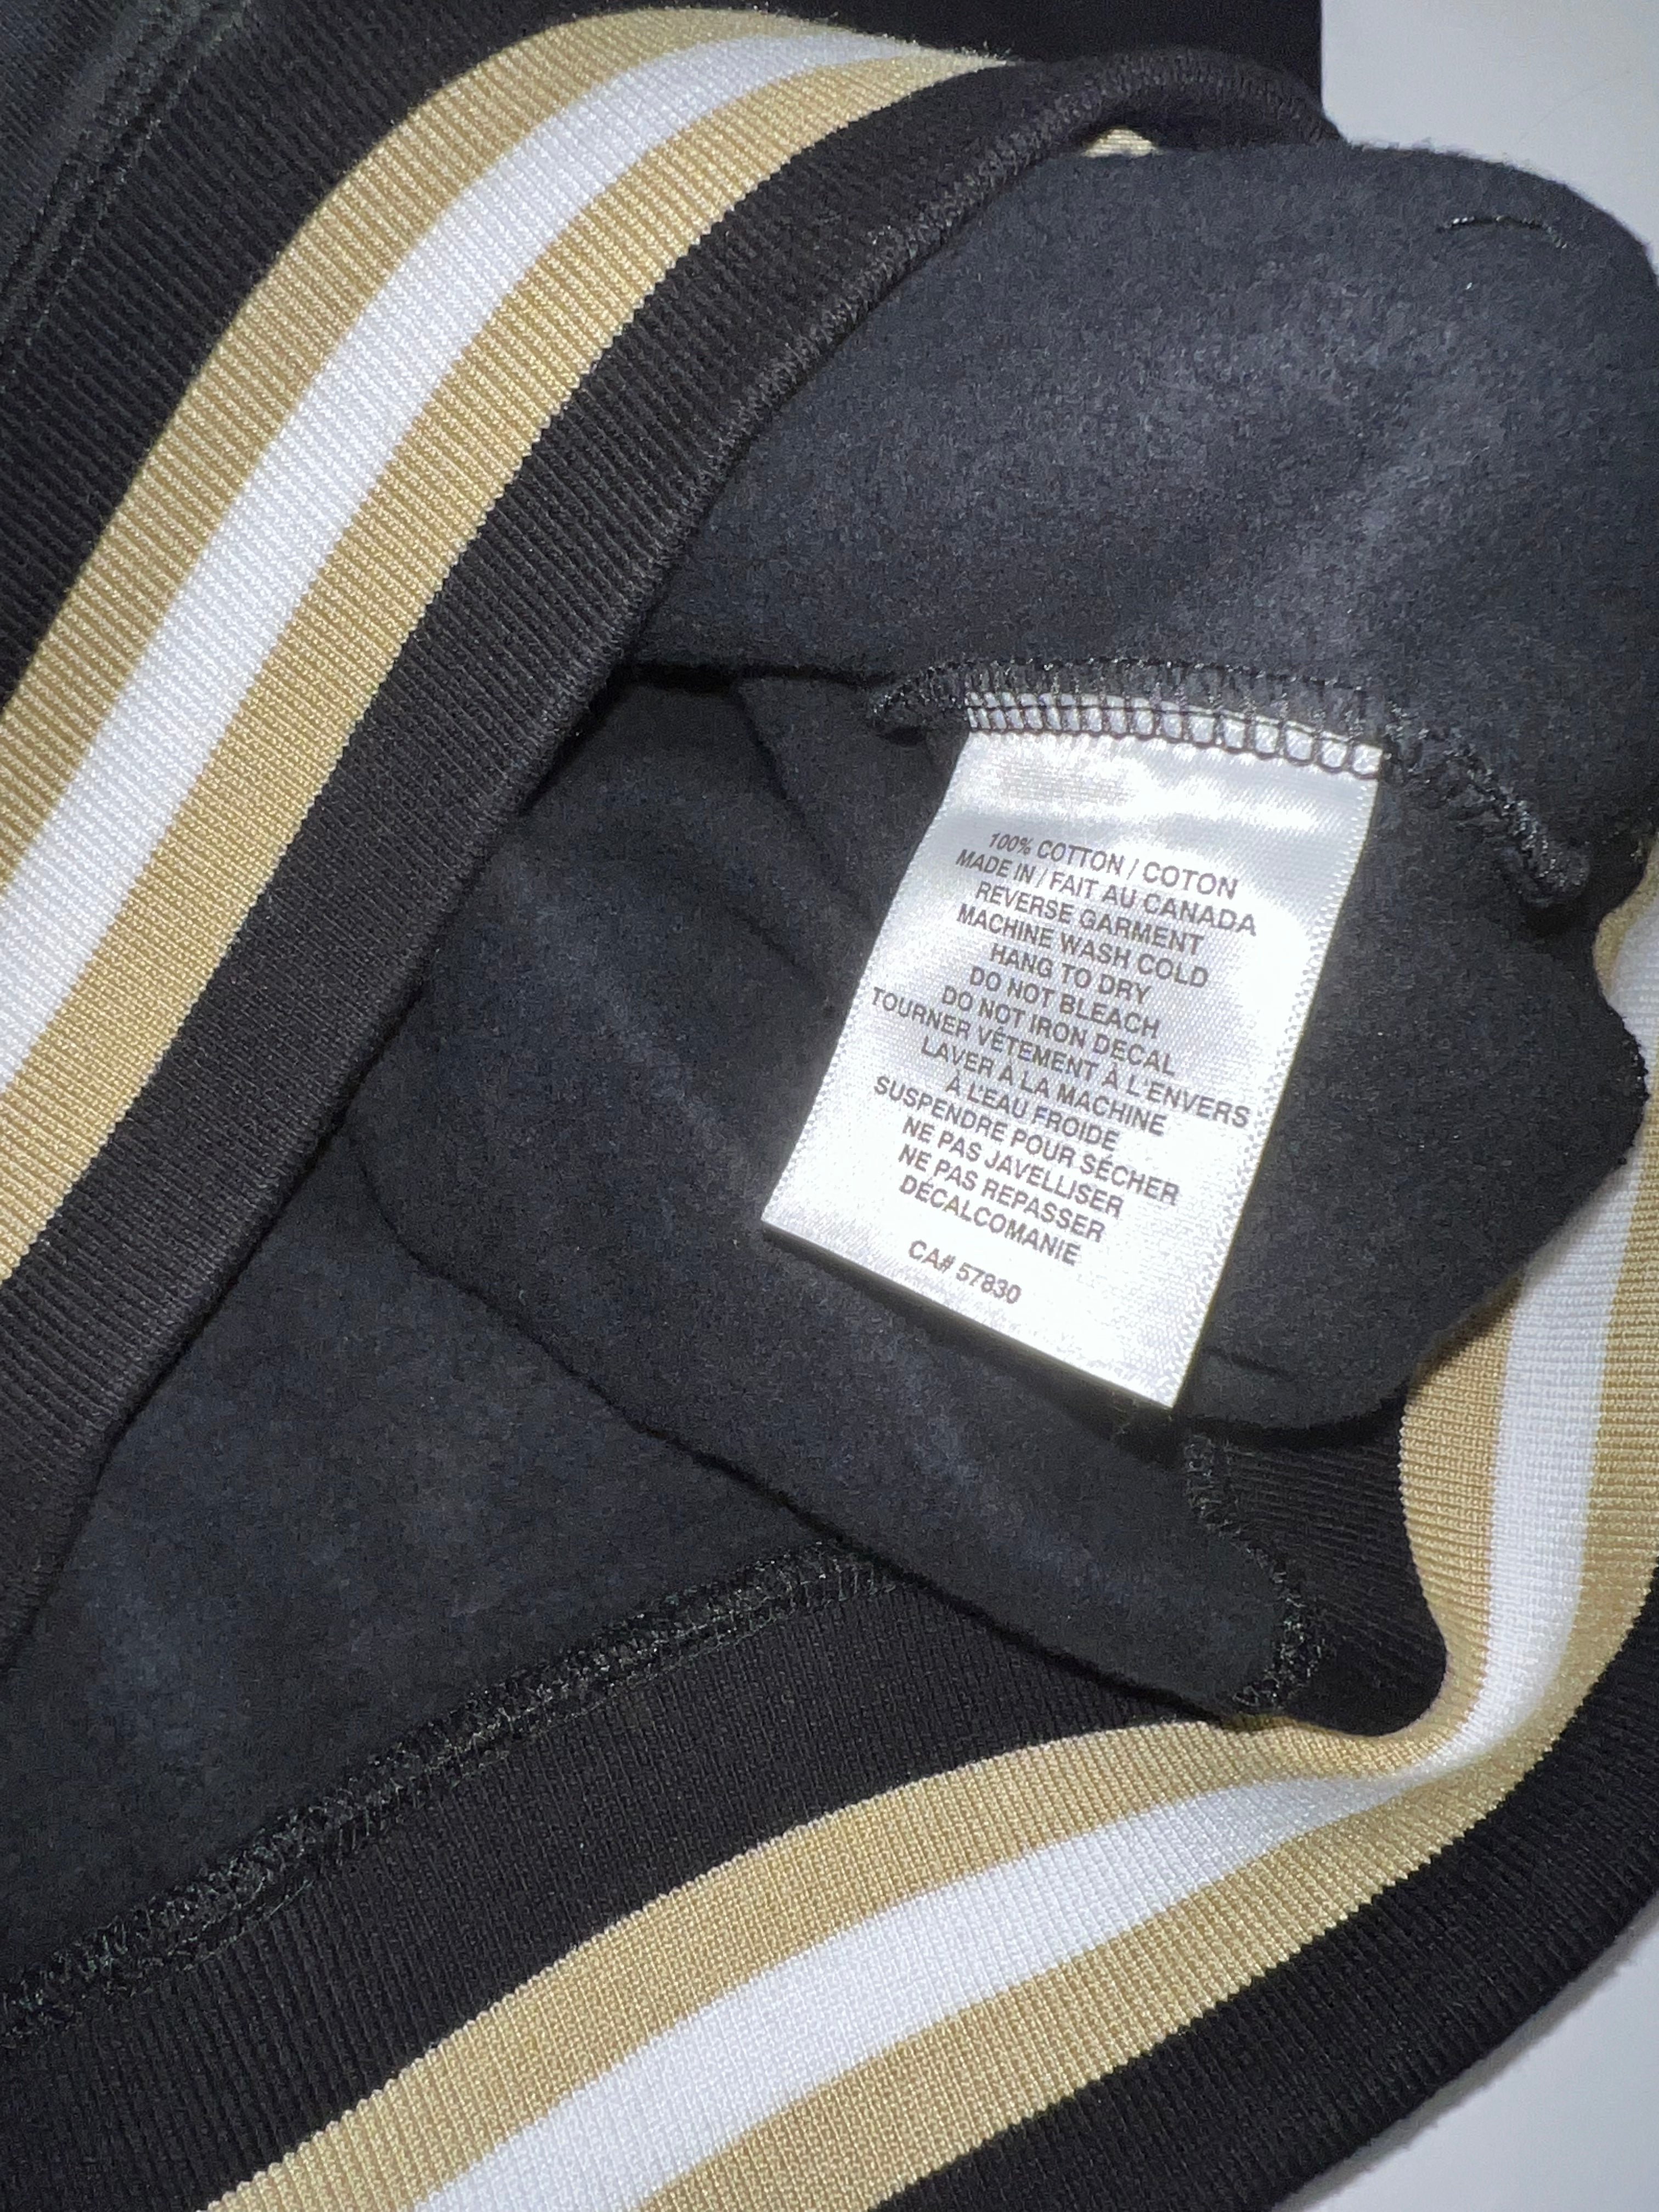 100% COTTON / COTON
MADE IN / FAIT AU CANADA
REVERSE GARMENT
MACHINE WASH COLD
HANG TO DRY
DO NOT BLEACH
DO NOT IRON DECAL
TOURNER VÊTEMENT À L'ENVERS
LAVER À LA MACHINE
À L'EAU FROIDE
SUSPENDRE POUR SÉCHER
NE PAS JAVELLISER
NE PAS REPASSER
DÉCALCOMANIE
CA# 57830